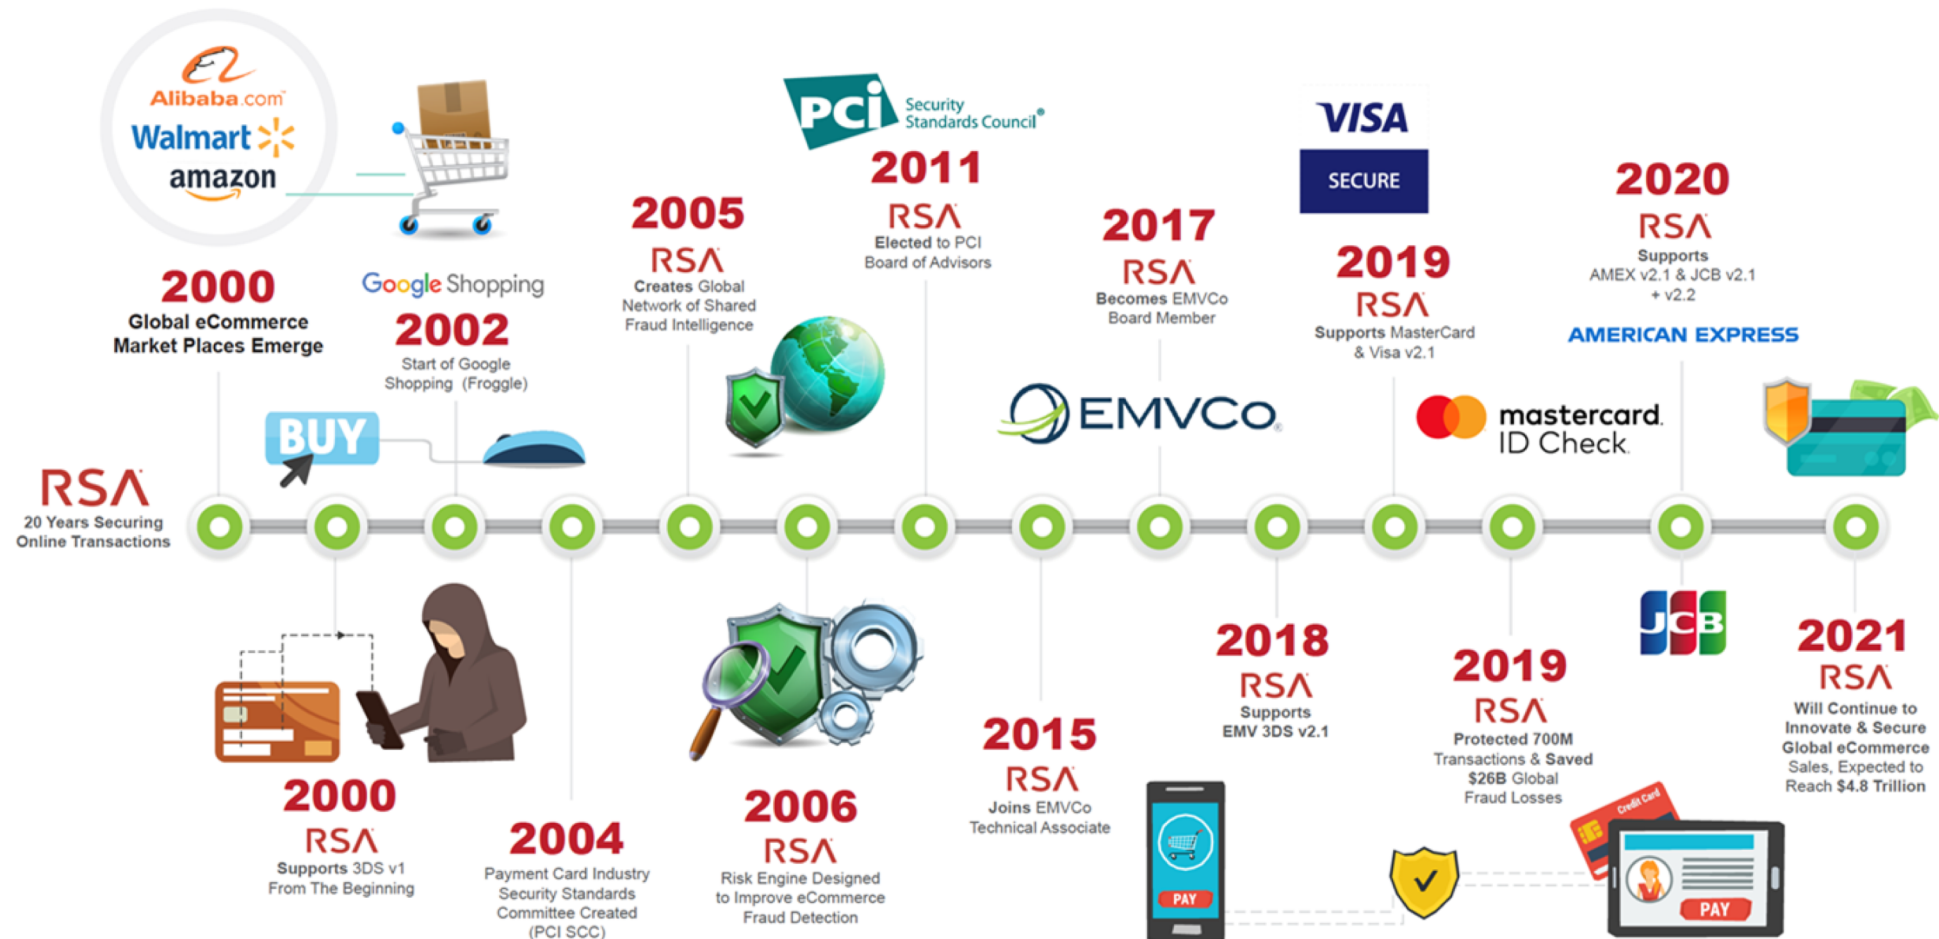 Alibaba.com™
Walmart
amazon
2000
Global eCommerce
Market Places Emerge
Google Shopping
2002
Start of Google
Shopping (Froggle)
BUY
2005
RSA
Creates Global
Network of Shared
Fraud Intelligence
PCI Security
Standards Council®
2011
RSA
Elected to PCI
Board of Advisors
2017
RSA
Becomes EMVCo
Board Member
EMVCo®
VISA
SECURE
2019
RSA
Supports MasterCard
& Visa v2.1
mastercard.
ID Check.
2020
RSA
Supports
AMEX v2.1 & JCB v2.1
+ v2.2
AMERICAN EXPRESS
RSA
20 Years Securing
Online Transactions
2000
RSA
Supports 3DS v1
From The Beginning
2004
Payment Card Industry
Security Standards
Committee Created
(PCI SCC)
2006
RSA
Risk Engine Designed
to Improve eCommerce
Fraud Detection
2015
RSA
Joins EMVCo
Technical Associate
2018
RSA
Supports
EMV 3DS v2.1
PAY
2019
RSA
Protected 700M
Transactions & Saved
$26B Global
Fraud Losses
Credit Card
PAY
JCB
2021
RSA
Will Continue to
Innovate & Secure
Global eCommerce
Sales, Expected to
Reach $4.8 Trillion